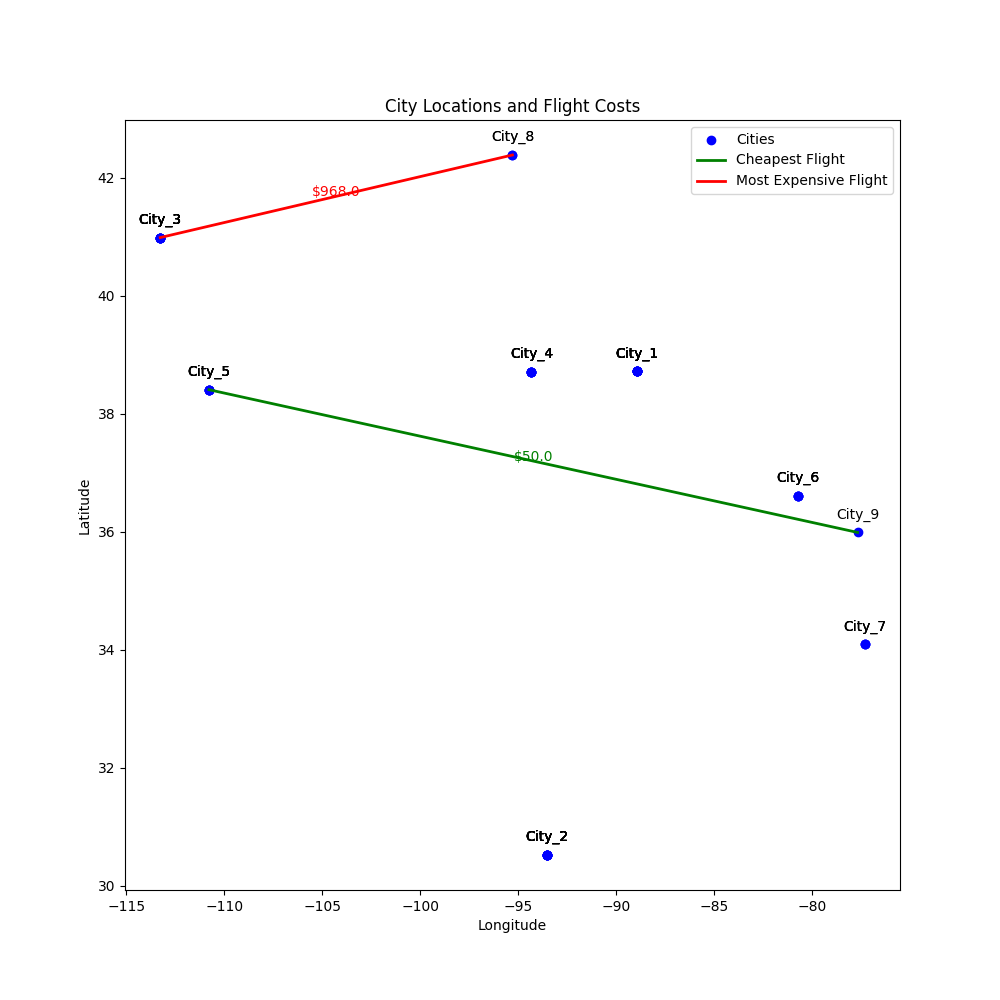 City Locations and Flight Costs
Cities
Cheapest Flight
Most Expensive Flight
City_8
$968.0
City_3
City_4
City_1
City_5
$50.0
City_6
City_9
City_7
City_2
42
40
38
36
34
32
30
Latitude
−115
−110
−105
−100
−95
−90
−85
−80
Longitude